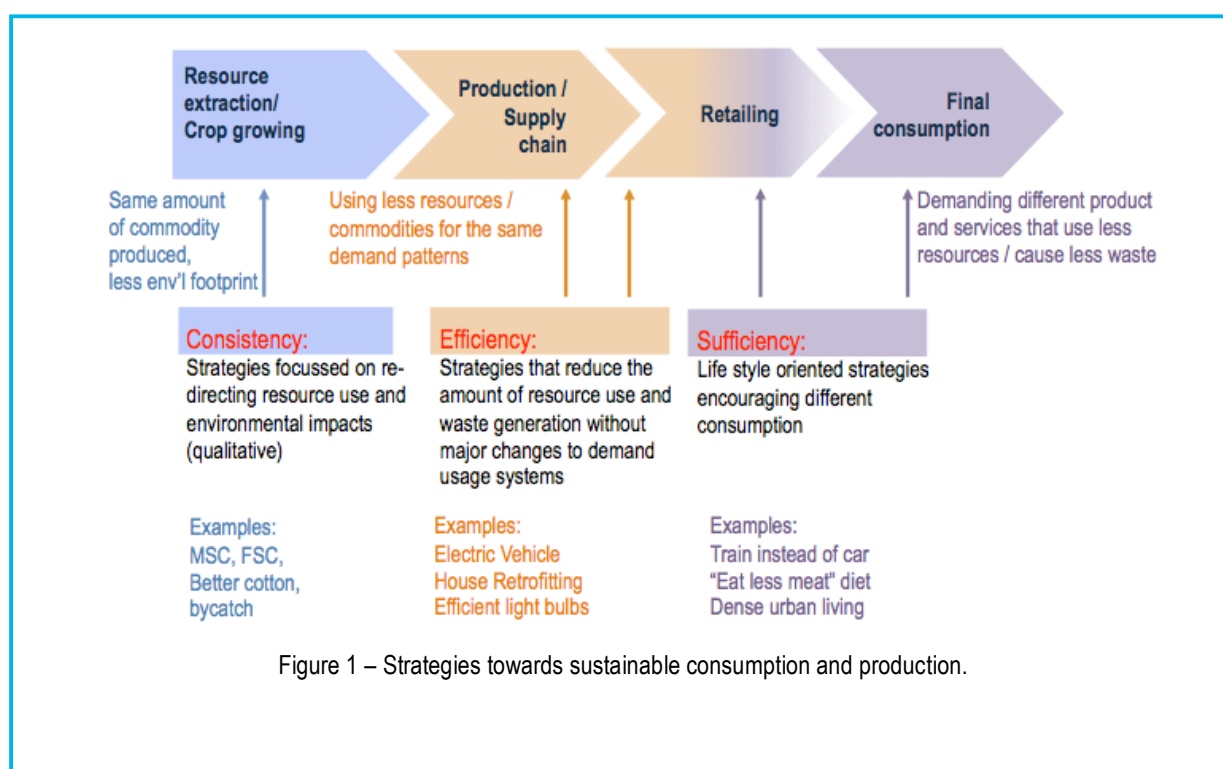 Resource
extraction/
Crop growing
Production /
Supply
chain
Retailing
Final
consumption
Same amount
of commodity
produced,
less env'l footprint
Using less resources /
commodities for the same
demand patterns
Demanding different product
and services that use less
resources / cause less waste
Consistency:
Strategies focussed on re-
directing resource use and
environmental impacts
(qualitative)
Efficiency:
Strategies that reduce the
amount of resource use and
waste generation without
major changes to demand
usage systems
Sufficiency:
Life style oriented strategies
encouraging different
consumption
Examples:
MSC, FSC,
Better cotton,
bycatch
Examples:
Electric Vehicle
House Retrofitting
Efficient light bulbs
Examples:
Train instead of car
"Eat less meat" diet
Dense urban living
Figure 1 – Strategies towards sustainable consumption and production.